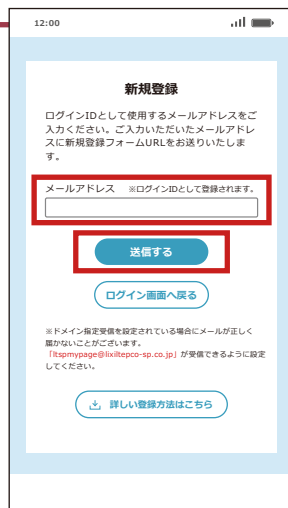 12:00
新規登録
ログインIDとして使用するメールアドレスをご
入力ください。ご入力いただいたメールアドレ
スに新規登録フォームURLをお送りいたしま
す。
メールアドレス ※ログインIDとして登録されます。
送信する
ログイン画面へ戻る
※ドメイン指定受信を設定されている場合にメールが正しく
届かないことがございます。
「ltspmypage@lixiltepco-sp.co.jp」が受信できるように設定
してください。
詳しい登録方法はこちら